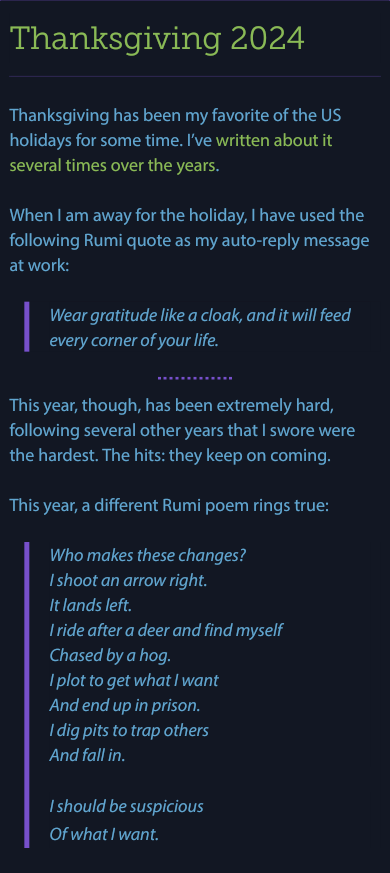 Thanksgiving 2024
Thanksgiving has been my favorite of the US
holidays for some time. I've written about it
several times over the years.
When I am away for the holiday, I have used the
following Rumi quote as my auto-reply message
at work:
Wear gratitude like a cloak, and it will feed
every corner of your life.
This year, though, has been extremely hard,
following several other years that I swore were
the hardest. The hits: they keep on coming.
This year, a different Rumi poem rings true:
Who makes these changes?
I shoot an arrow right.
It lands left.
I ride after a deer and find myself
Chased by a hog.
I plot to get what I want
And end up in prison.
I dig pits to trap others
And fall in.
I should be suspicious
Of what I want.